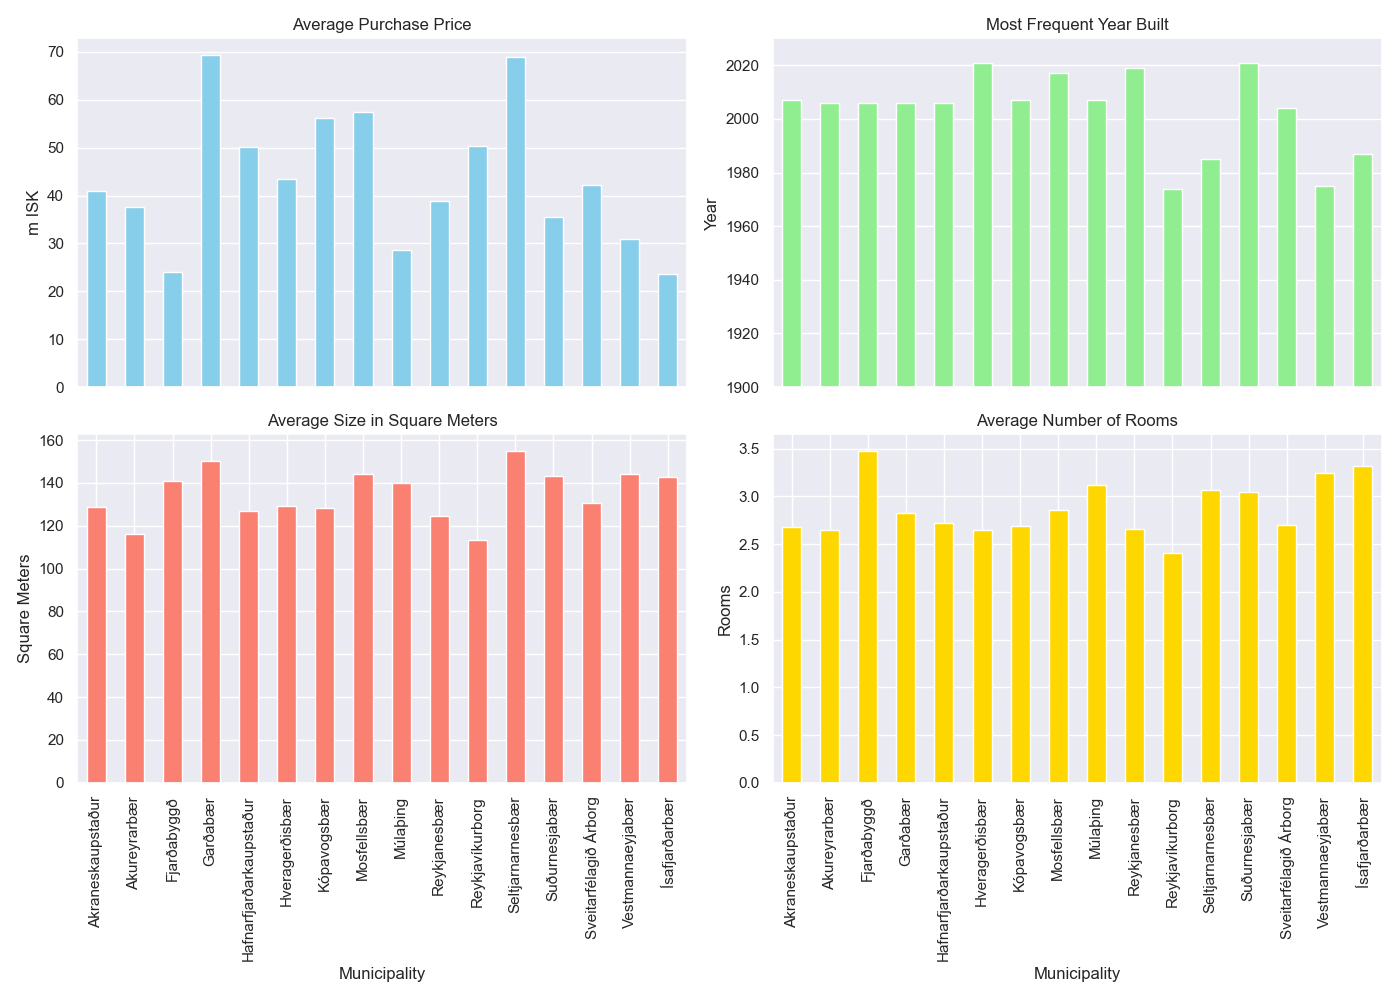 Average Purchase Price
m ISK
70
60
50
40
30
20
10
0
Most Frequent Year Built
Year
2020
2000
1980
1960
1940
1920
1900
Average Size in Square Meters
Square Meters
160
140
120
100
80
60
40
20
0
Akraneskaupstaður
Akureyrarbær
Fjarðabyggð
Garðabær
Hafnarfjarðarkaupstaður
Hveragerðisbær
Kópavogsbær
Mosfellsbær
Múlaþing
Reykjanesbær
Reykjavíkurborg
Seltjarnarnesbær
Suðurnesjabær
Sveitarfélagið Árborg
Vestmannaeyjabær
Ísafjarðarbær
Municipality
Average Number of Rooms
Rooms
3.5
3.0
2.5
2.0
1.5
1.0
0.5
0.0
Akraneskaupstaður
Akureyrarbær
Fjarðabyggð
Garðabær
Hafnarfjarðarkaupstaður
Hveragerðisbær
Kópavogsbær
Mosfellsbær
Múlaþing
Reykjanesbær
Reykjavíkurborg
Seltjarnarnesbær
Suðurnesjabær
Sveitarfélagið Árborg
Vestmannaeyjabær
Ísafjarðarbær
Municipality